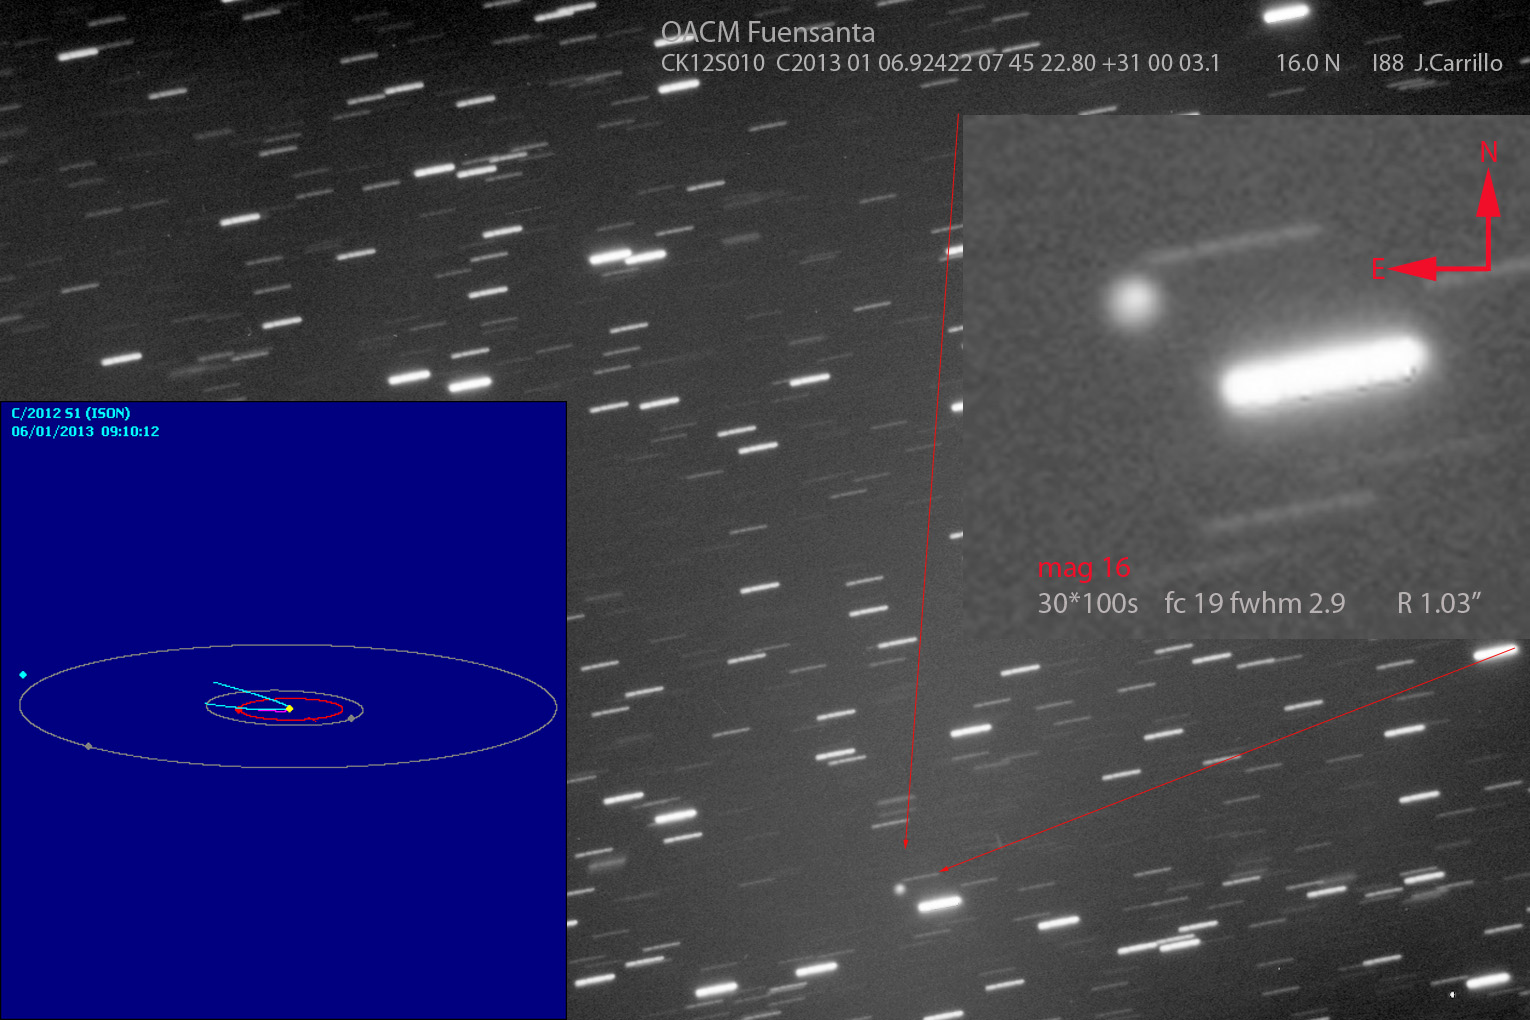 OACM Fuensanta
CK12S010 C2013 01 06.92422 07 45 22.80 +31 00 03.1 16.0 N I88 J.Carrillo
N
E
mag 16
30*100s fc 19 fwhm 2.9 R 1.03”
C/2012 S1 (ISON)
06/01/2013 09:10:12